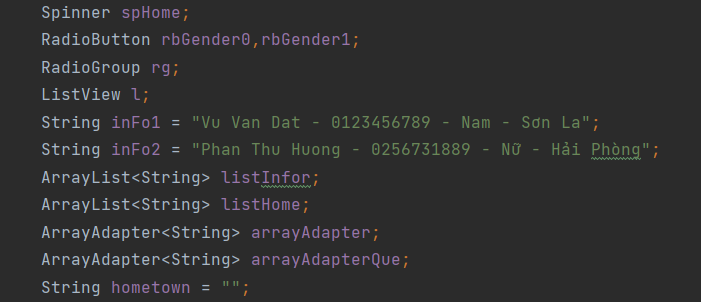 Spinner spHome;
RadioButton rbGender0,rbGender1;
RadioGroup rg;
ListView l;
String inFo1 = "Vu Van Dat - 0123456789 - Nam - Sơn La";
String inFo2 = "Phan Thu Huong - 0256731889 - Nữ - Hải Phòng";
ArrayList<String> listInfor;
ArrayList<String> listHome;
ArrayAdapter<String> arrayAdapter;
ArrayAdapter<String> arrayAdapterQue;
String hometown = "";